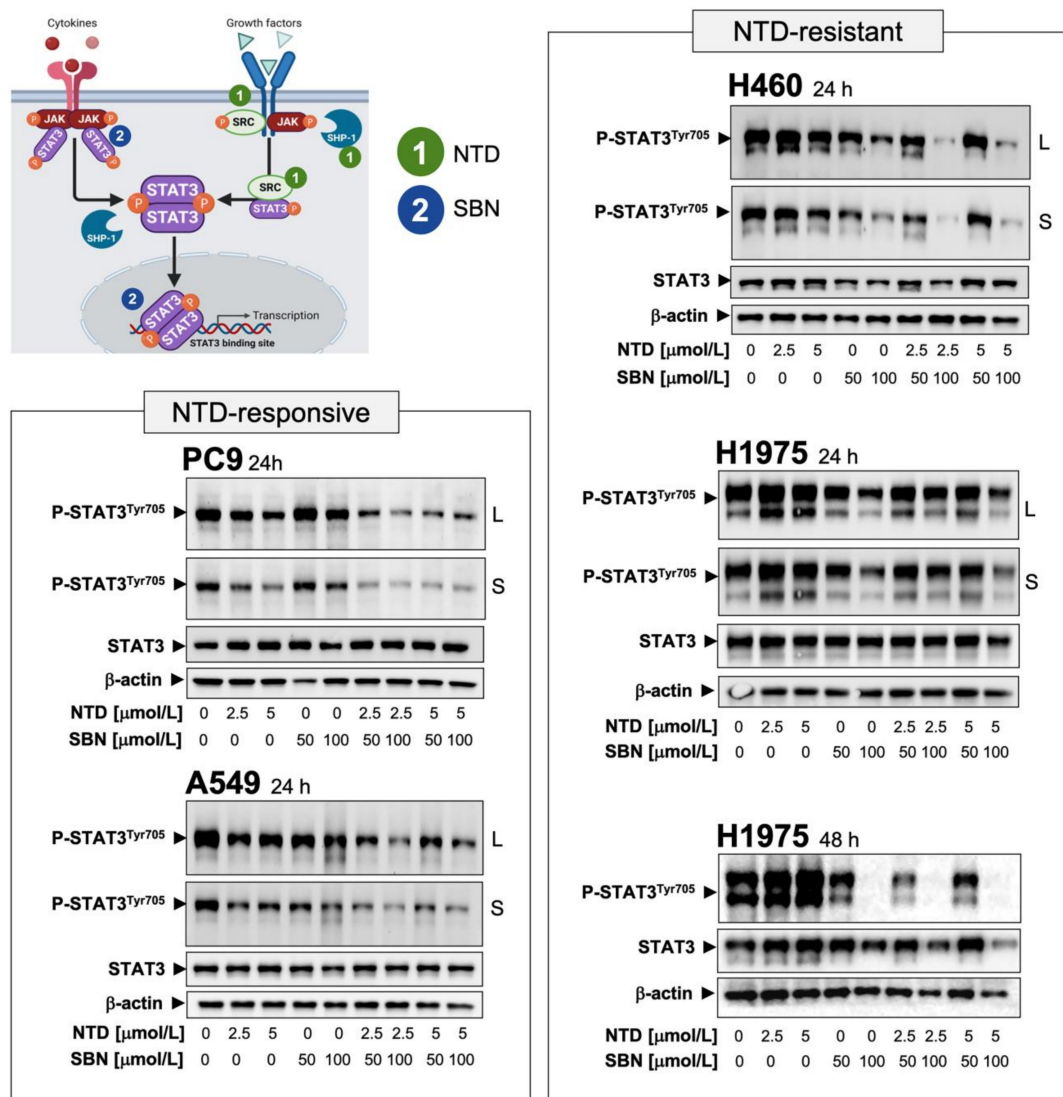 Cytokines
Growth factors
P JAK JAK P
STAT3 STAT3
P P
2
1
P SRC JAK P
SHP-1
1
SRC
1
STAT3 P
STAT3
P P
STAT3
SHP-1
2
STAT3 P
P STAT3
Transcription
STAT3 binding site
1 NTD
2 SBN
NTD-responsive
PC9 24h
P-STAT3Tyr705 L
P-STAT3Tyr705 S
STAT3
β-actin
NTD [µmol/L] 0 2.5 5 0 0 2.5 2.5 5 5
SBN [µmol/L] 0 0 0 50 100 50 100 50 100
A549 24 h
P-STAT3Tyr705 L
P-STAT3Tyr705 S
STAT3
β-actin
NTD [µmol/L] 0 2.5 5 0 0 2.5 2.5 5 5
SBN [µmol/L] 0 0 0 50 100 50 100 50 100
NTD-resistant
H460 24 h
P-STAT3Tyr705 L
P-STAT3Tyr705 S
STAT3
β-actin
NTD [µmol/L] 0 2.5 5 0 0 2.5 2.5 5 5
SBN [µmol/L] 0 0 0 50 100 50 100 50 100
H1975 24 h
P-STAT3Tyr705 L
P-STAT3Tyr705 S
STAT3
β-actin
NTD [µmol/L] 0 2.5 5 0 0 2.5 2.5 5 5
SBN [µmol/L] 0 0 0 50 100 50 100 50 100
H1975 48 h
P-STAT3Tyr705
STAT3
β-actin
NTD [µmol/L] 0 2.5 5 0 0 2.5 2.5 5 5
SBN [µmol/L] 0 0 0 50 100 50 100 50 100